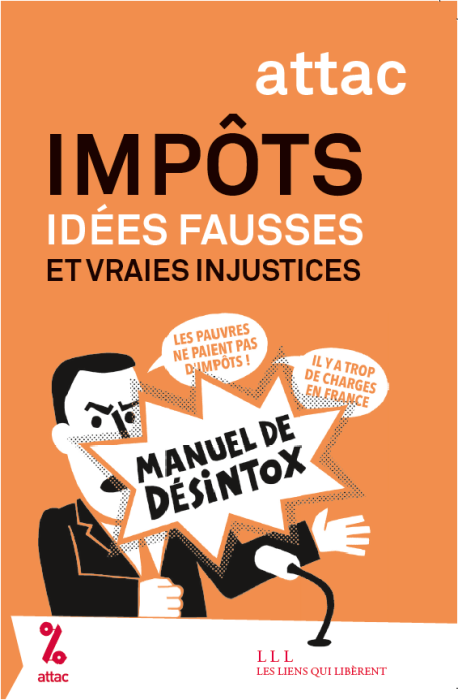 attac
IMPÔTS
IDÉES FAUSSES
ET VRAIES INJUSTICES
LES PAUVRES
NE PAIENT PAS
D'IMPÔTS !
IL Y A TROP
DE CHARGES
EN FRANCE
MANUEL DE
DÉSiNTOX
%
attac
LLL
LES LIENS QUI LIBÈRENT